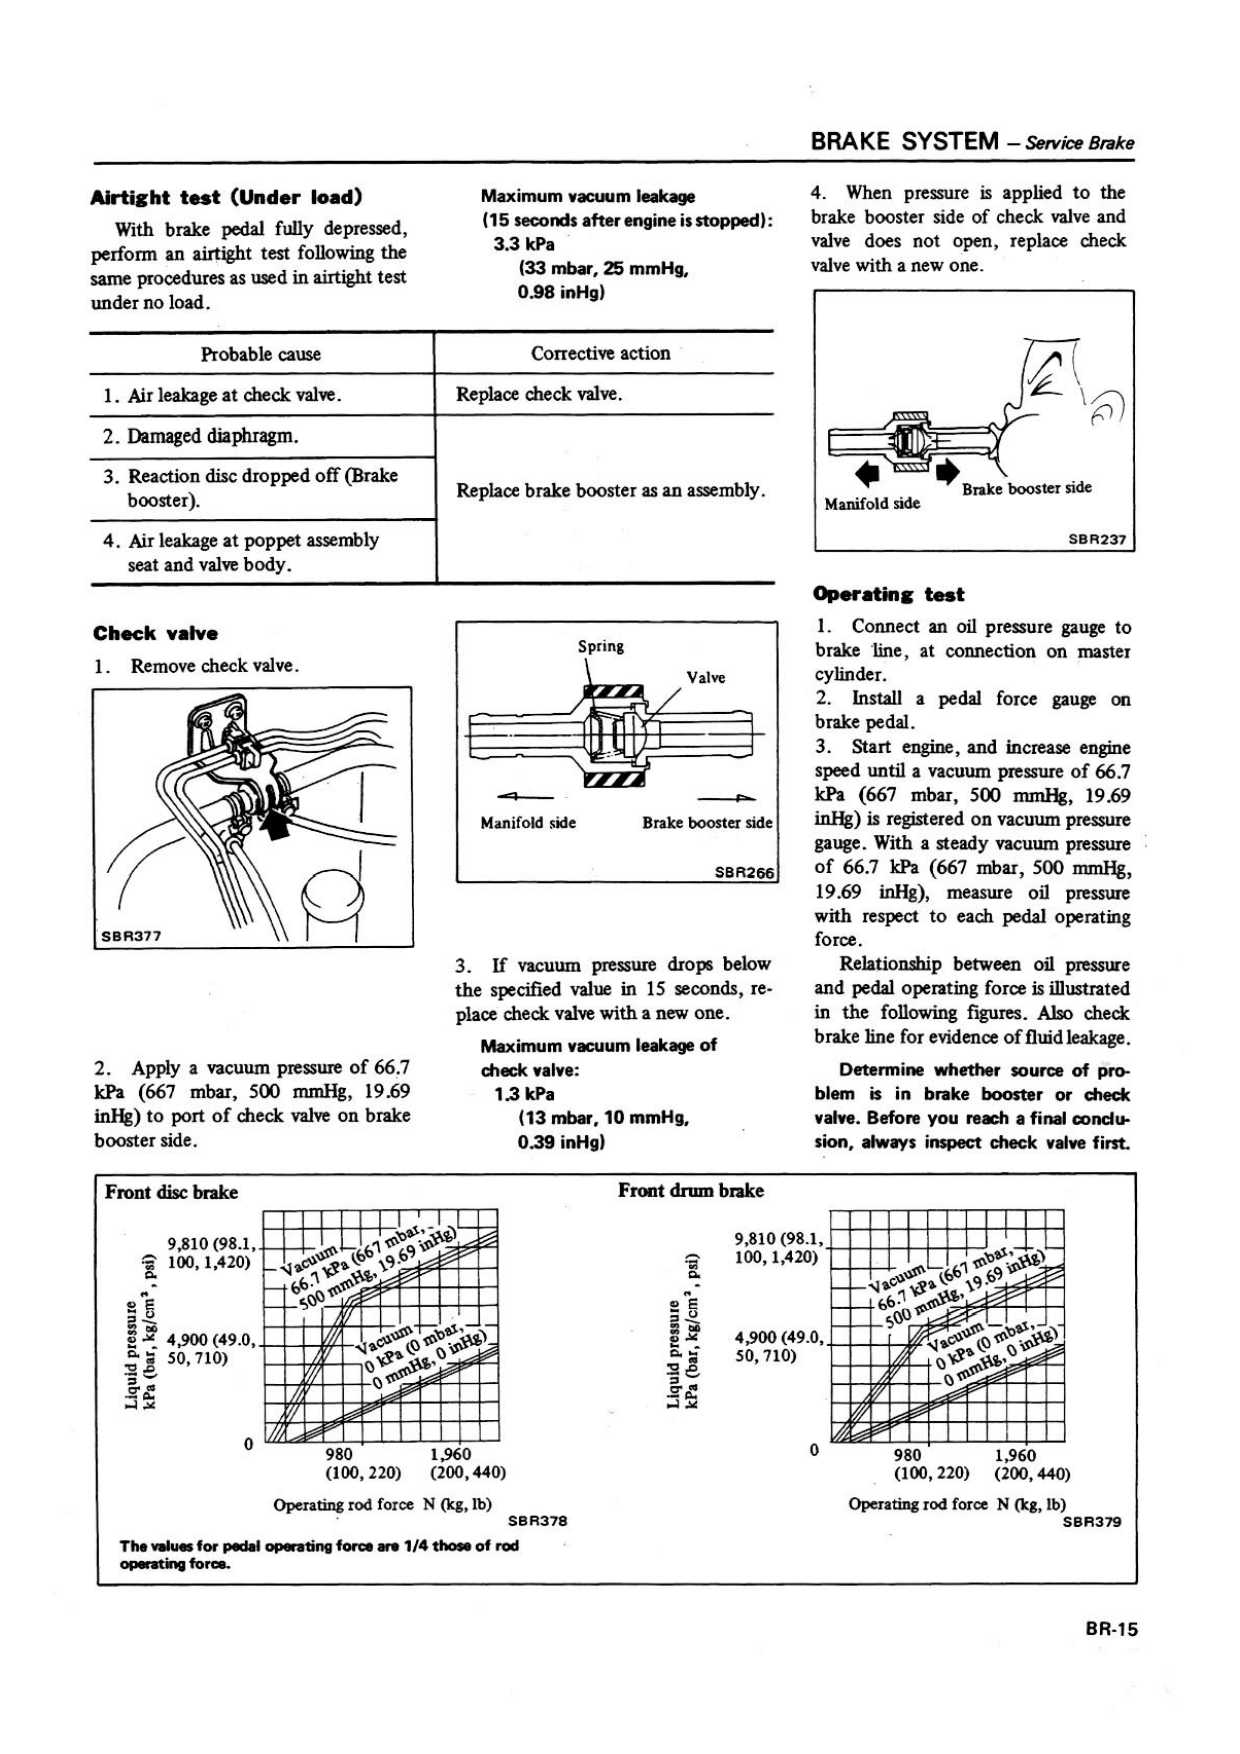 BRAKE SYSTEM – Service Brake
Airtight test (Under load)
With brake pedal fully depressed,
perform an airtight test following the
same procedures as used in airtight test
under no load.
Maximum vacuum leakage
(15 seconds after engine is stopped):
3.3 kPa
(33 mbar, 25 mmHg,
0.98 inHg)
Probable cause
Corrective action
1. Air leakage at check valve.
Replace check valve.
2. Damaged diaphragm.
3. Reaction disc dropped off (Brake
booster).
Replace brake booster as an assembly.
4. Air leakage at poppet assembly
seat and valve body.
Check valve
1. Remove check valve.
SBR377
2. Apply a vacuum pressure of 66.7
kPa (667 mbar, 500 mmHg, 19.69
inHg) to port of check valve on brake
booster side.
Spring
Valve
Manifold side
Brake booster side
SBR266
3. If vacuum pressure drops below
the specified value in 15 seconds, re-
place check valve with a new one.
Maximum vacuum leakage of
check valve:
1.3 kPa
(13 mbar, 10 mmHg,
0.39 inHg)
4. When pressure is applied to the
brake booster side of check valve and
valve does not open, replace check
valve with a new one.
Brake booster side
Manifold side
SBR237
Operating test
1. Connect an oil pressure gauge to
brake line, at connection on master
cylinder.
2. Install a pedal force gauge on
brake pedal.
3. Start engine, and increase engine
speed until a vacuum pressure of 66.7
kPa (667 mbar, 500 mmHg, 19.69
inHg) is registered on vacuum pressure
gauge. With a steady vacuum pressure
of 66.7 kPa (667 mbar, 500 mmHg,
19.69 inHg), measure oil pressure
with respect to each pedal operating
force.
Relationship between oil pressure
and pedal operating force is illustrated
in the following figures. Also check
brake line for evidence of fluid leakage.
Determine whether source of pro-
blem is in brake booster or check
valve. Before you reach a final conclu-
sion, always inspect check valve first.
Front disc brake
Liquid pressure
kPa (bar, kg/cm², psi)
9,810 (98.1,
100, 1,420)
4,900 (49.0,
50, 710)
0
Vacuum
66.7 kPa (667 mbar,
500 mmHg, 19.69 inHg)
Vacuum
0 kPa (0 mbar,
0 mmHg, 0 inHg)
980
(100, 220)
1,960
(200, 440)
Operating rod force N (kg, lb)
SBR378
The values for pedal operating force are 1/4 those of rod
operating force.
Front drum brake
Liquid pressure
kPa (bar, kg/cm², psi)
9,810 (98.1,
100, 1,420)
4,900 (49.0,
50, 710)
0
Vacuum
66.7 kPa (667 mbar,
500 mmHg, 19.69 inHg)
Vacuum
0 kPa (0 mbar,
0 mmHg, 0 inHg)
980
(100, 220)
1,960
(200, 440)
Operating rod force N (kg, lb)
SBR379
BR-15